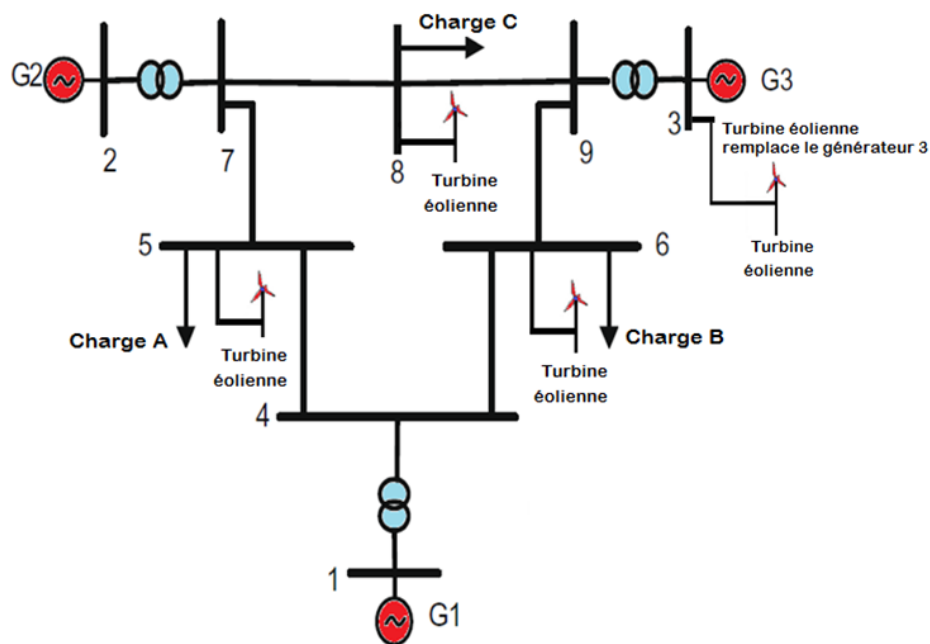 Charge C
G2
G3
2
7
8
9
3
Turbine éolienne
remplace le générateur 3
Turbine
éolienne
Turbine
éolienne
5
6
Charge A
Turbine
éolienne
Turbine
éolienne
Charge B
4
1
G1